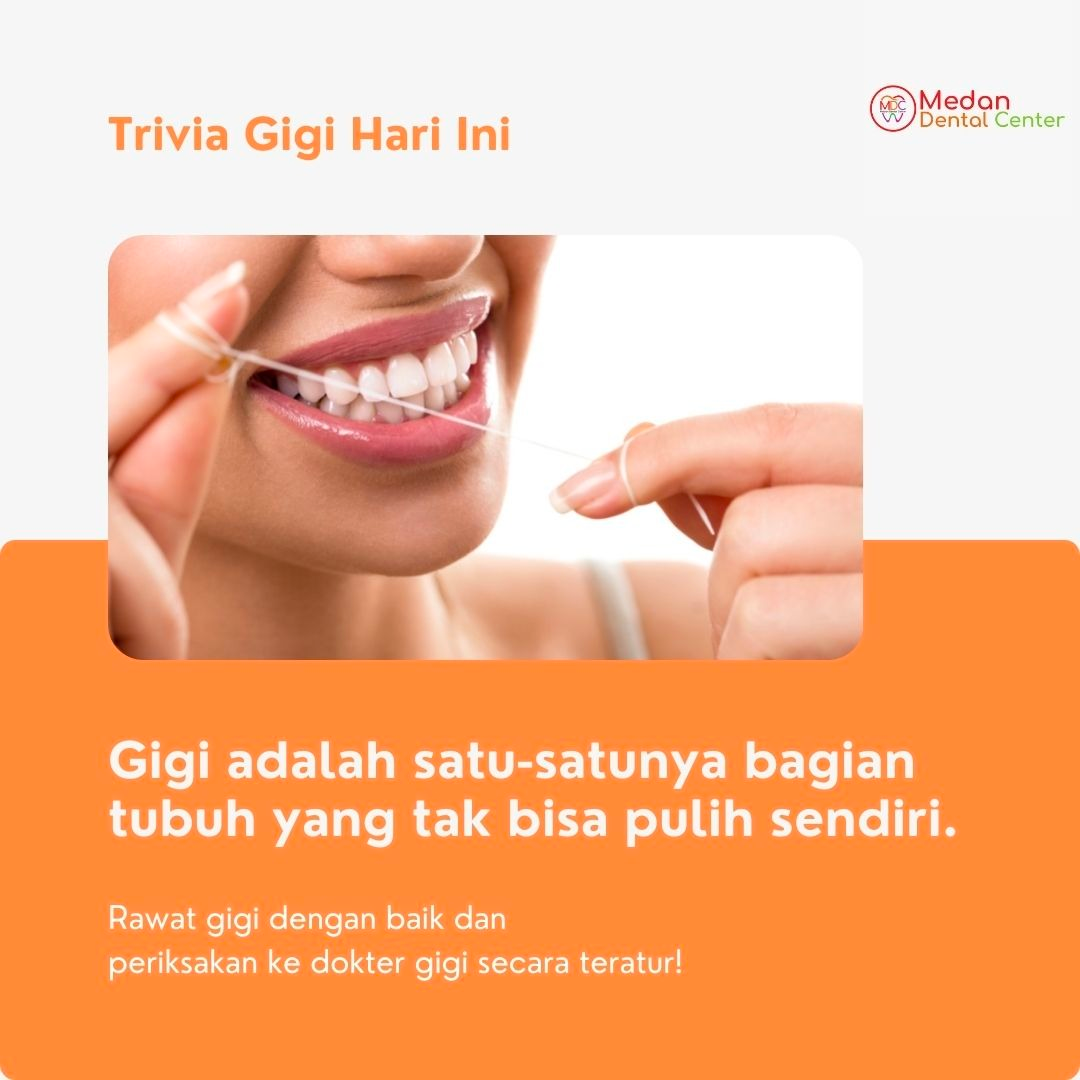 Trivia Gigi Hari Ini
MDC
Medan
Dental Center
Gigi adalah satu-satunya bagian
tubuh yang tak bisa pulih sendiri.
Rawat gigi dengan baik dan
periksakan ke dokter gigi secara teratur!